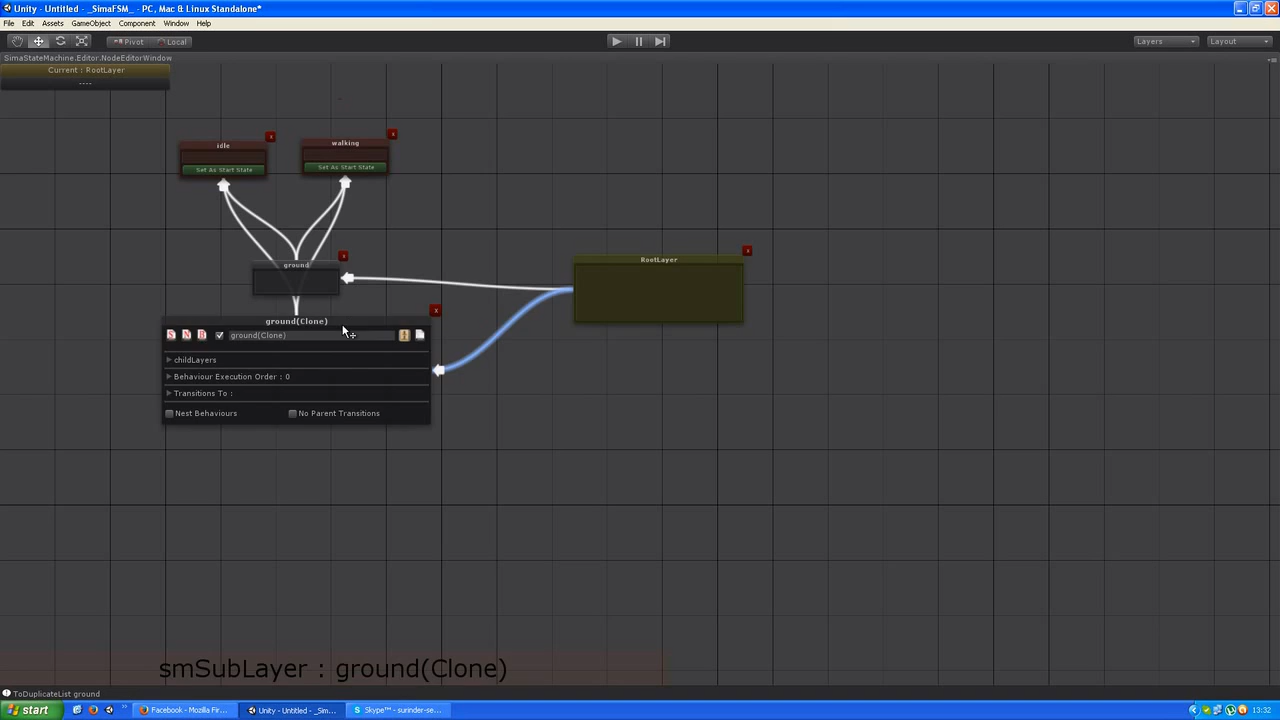 Unity - Untitled - _SimaFSM_ - PC, Mac & Linux Standalone*
File Edit Assets GameObject Component Window Help
Pivot Local Layers Layout
SimaStateMachine.Editor.NodeEditorWindow
Current : RootLayer
----
idle x
Set As Start State
walking x
Set As Start State
ground x
RootLayer x
ground(Clone) x
S N B ground(Clone)
childLayers
Behaviour Execution Order : 0
Transitions To :
Nest Behaviours No Parent Transitions
smSubLayer : ground(Clone)
ToDuplicateList ground
start Facebook - Mozilla Fir... Unity - Untitled - _Sim... Skype™ - surinder-se... 13:32